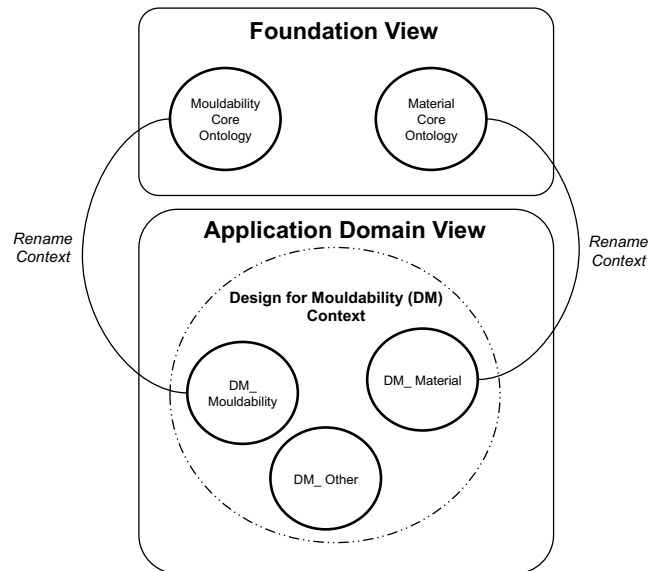 Foundation View
Mouldability
Core
Ontology
Material
Core
Ontology
Rename
Context
Rename
Context
Application Domain View
Design for Mouldability (DM)
Context
DM_
Mouldability
DM_ Material
DM_ Other